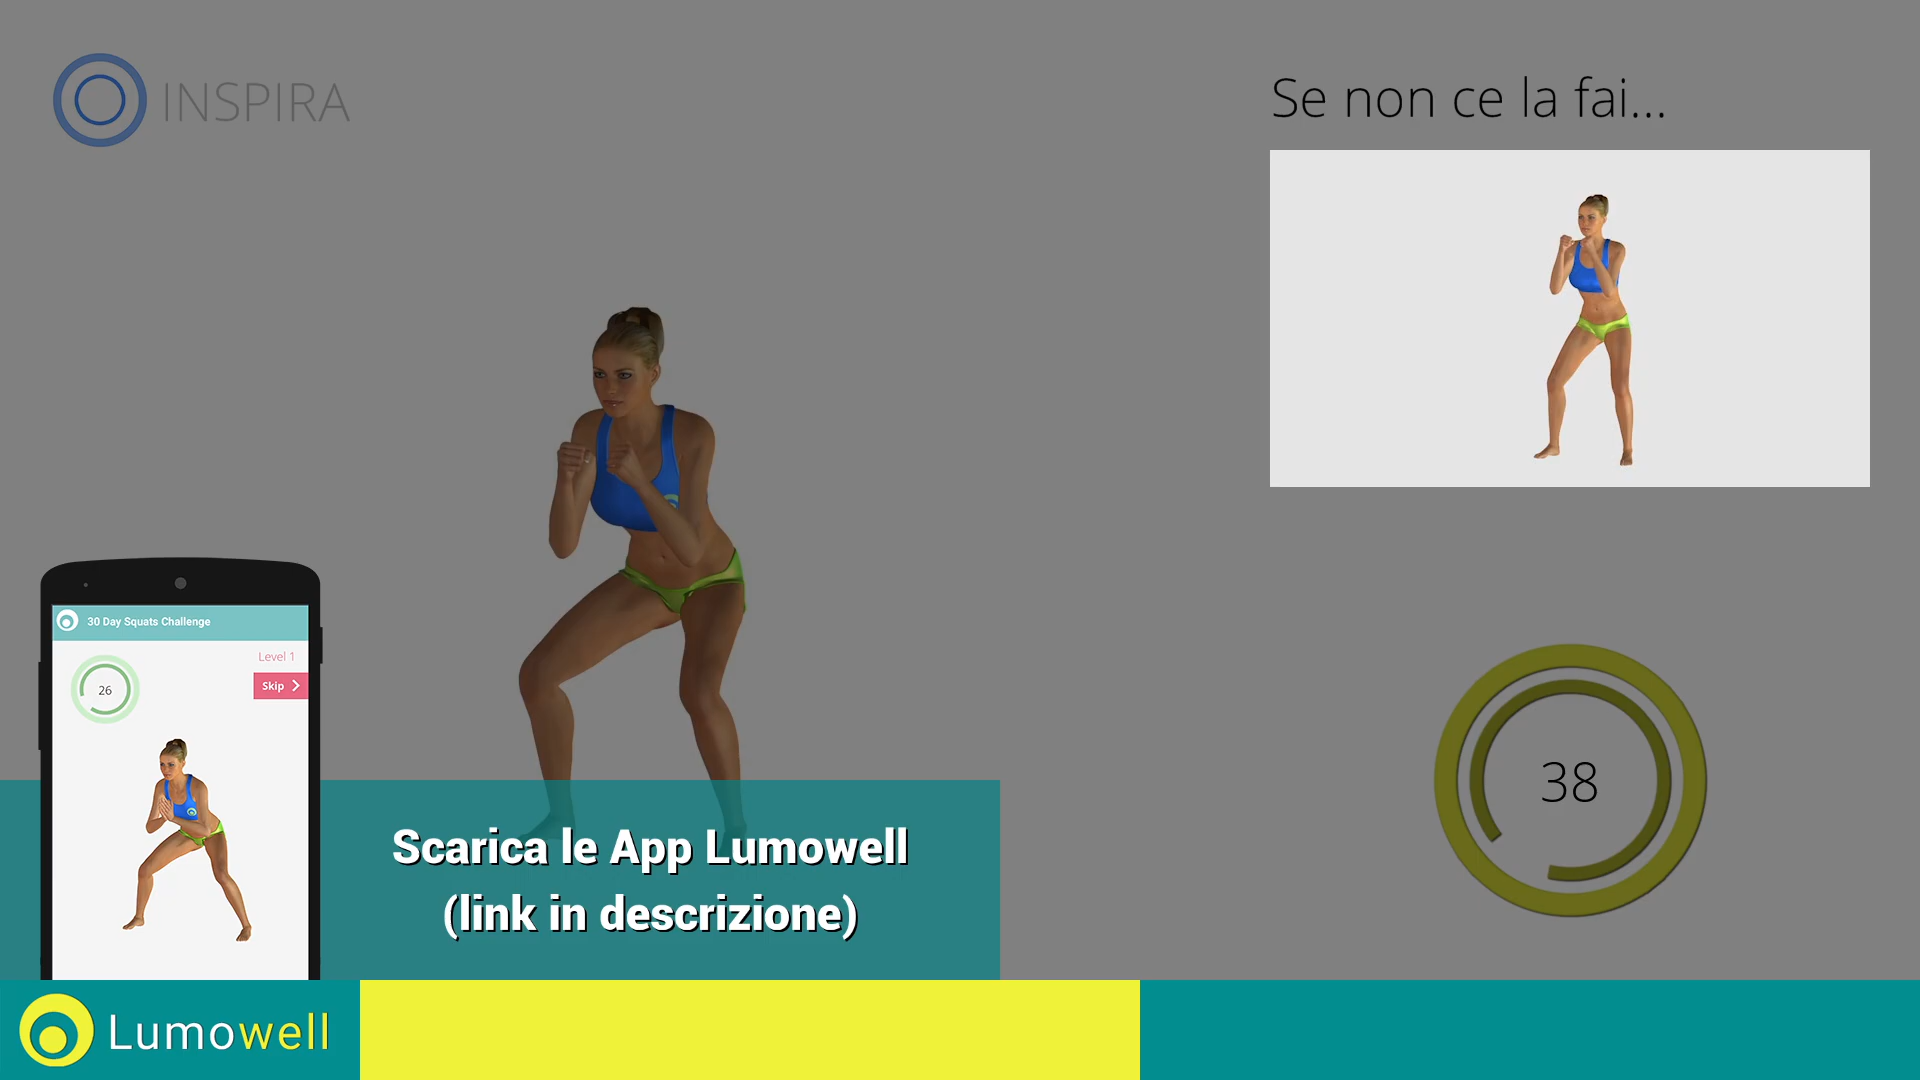 INSPIRA
Se non ce la fai...
30 Day Squats Challenge
Level 1
26
Skip
38
Scarica le App Lumowell
(link in descrizione)
Lumowell